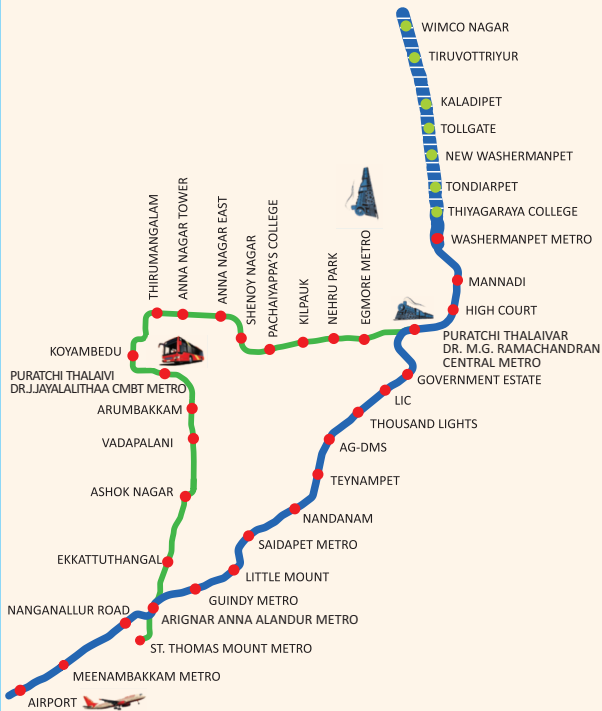 WIMCO NAGAR
TIRUVOTTRIYUR
KALADIPET
TOLLGATE
NEW WASHERMANPET
TONDIARPET
THIYAGARAYA COLLEGE
WASHERMANPET METRO
MANNADI
HIGH COURT
PURATCHI THALAIVAR
DR. M.G. RAMACHANDRAN
CENTRAL METRO
THIRUMANGALAM
ANNA NAGAR TOWER
ANNA NAGAR EAST
SHENOY NAGAR
PACHAIYAPPA'S COLLEGE
KILPAUK
NEHRU PARK
EGMORE METRO
KOYAMBEDU
PURATCHI THALAIVI
DR.J.JAYALALITHAA CMBT METRO
ARUMBAKKAM
VADAPALANI
ASHOK NAGAR
EKKATTUTHANGAL
GOVERNMENT ESTATE
LIC
THOUSAND LIGHTS
AG-DMS
TEYNAMPET
NANDANAM
SAIDAPET METRO
LITTLE MOUNT
GUINDY METRO
NANGANALLUR ROAD
ARIGNAR ANNA ALANDUR METRO
ST. THOMAS MOUNT METRO
MEENAMBAKKAM METRO
AIRPORT